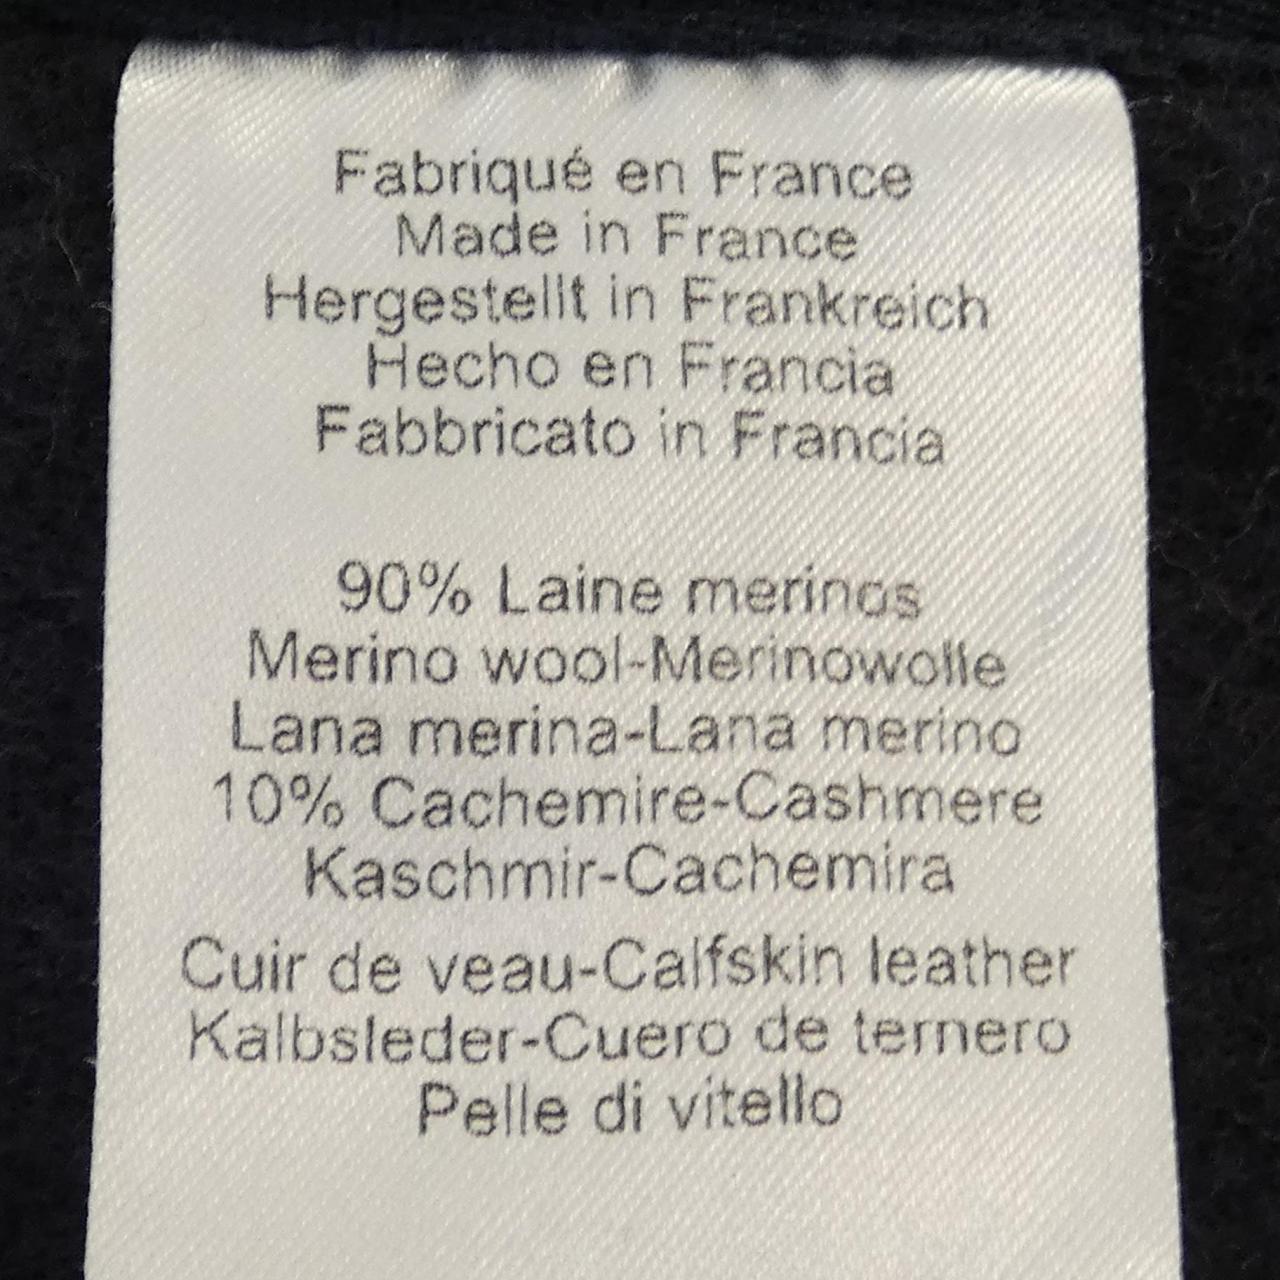 Fabriqué en France
Made in France
Hergestellt in Frankreich
Hecho en Francia
Fabbricato in Francia
90% Laine merinos
Merino wool-Merinowolle
Lana merina-Lana merino
10% Cachemire-Cashmere
Kaschmir-Cachemira
Cuir de veau-Calfskin leather
Kalbsleder-Cuero de ternero
Pelle di vitello